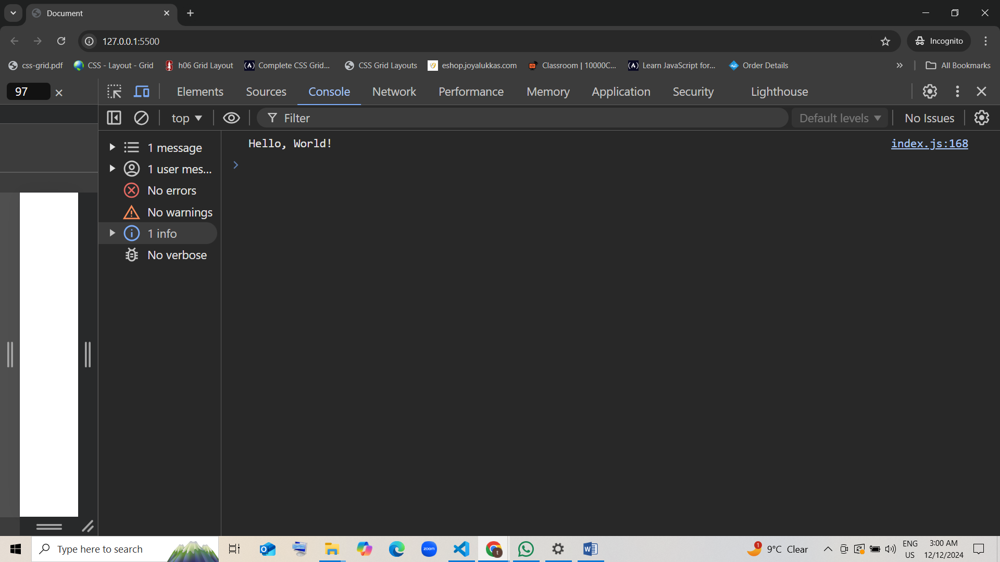 Document
127.0.0.1:5500
Incognito
css-grid.pdf
CSS - Layout - Grid
h06 Grid Layout
Complete CSS Grid...
CSS Grid Layouts
eshop.joyalukkas.com
Classroom | 10000C...
Learn JavaScript for...
Order Details
All Bookmarks
97
Elements
Sources
Console
Network
Performance
Memory
Application
Security
Lighthouse
top
Filter
Default levels
No Issues
1 message
1 user mes...
No errors
No warnings
1 info
No verbose
Hello, World!
index.js:168
Type here to search
zoom
1
9°C Clear
ENG
US
3:00 AM
12/12/2024